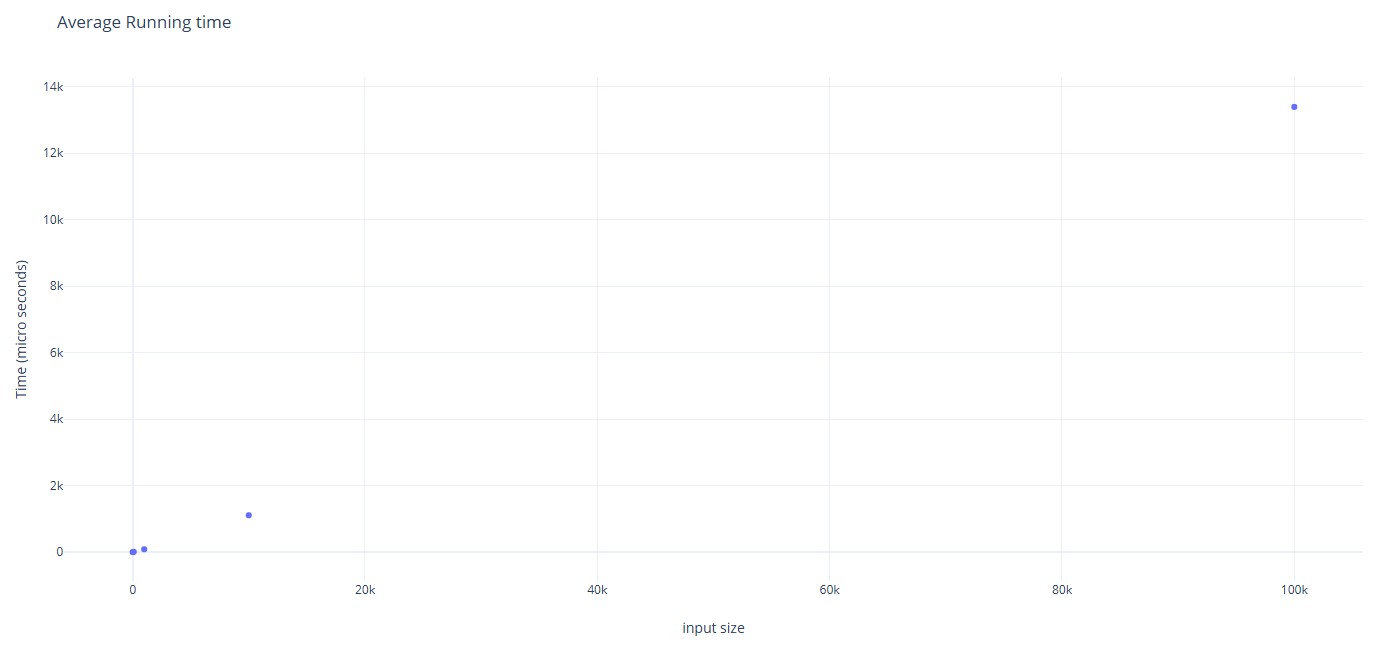 Average Running time
14k
12k
10k
8k
6k
4k
2k
0
0 20k 40k 60k 80k 100k
Time (micro seconds)
input size